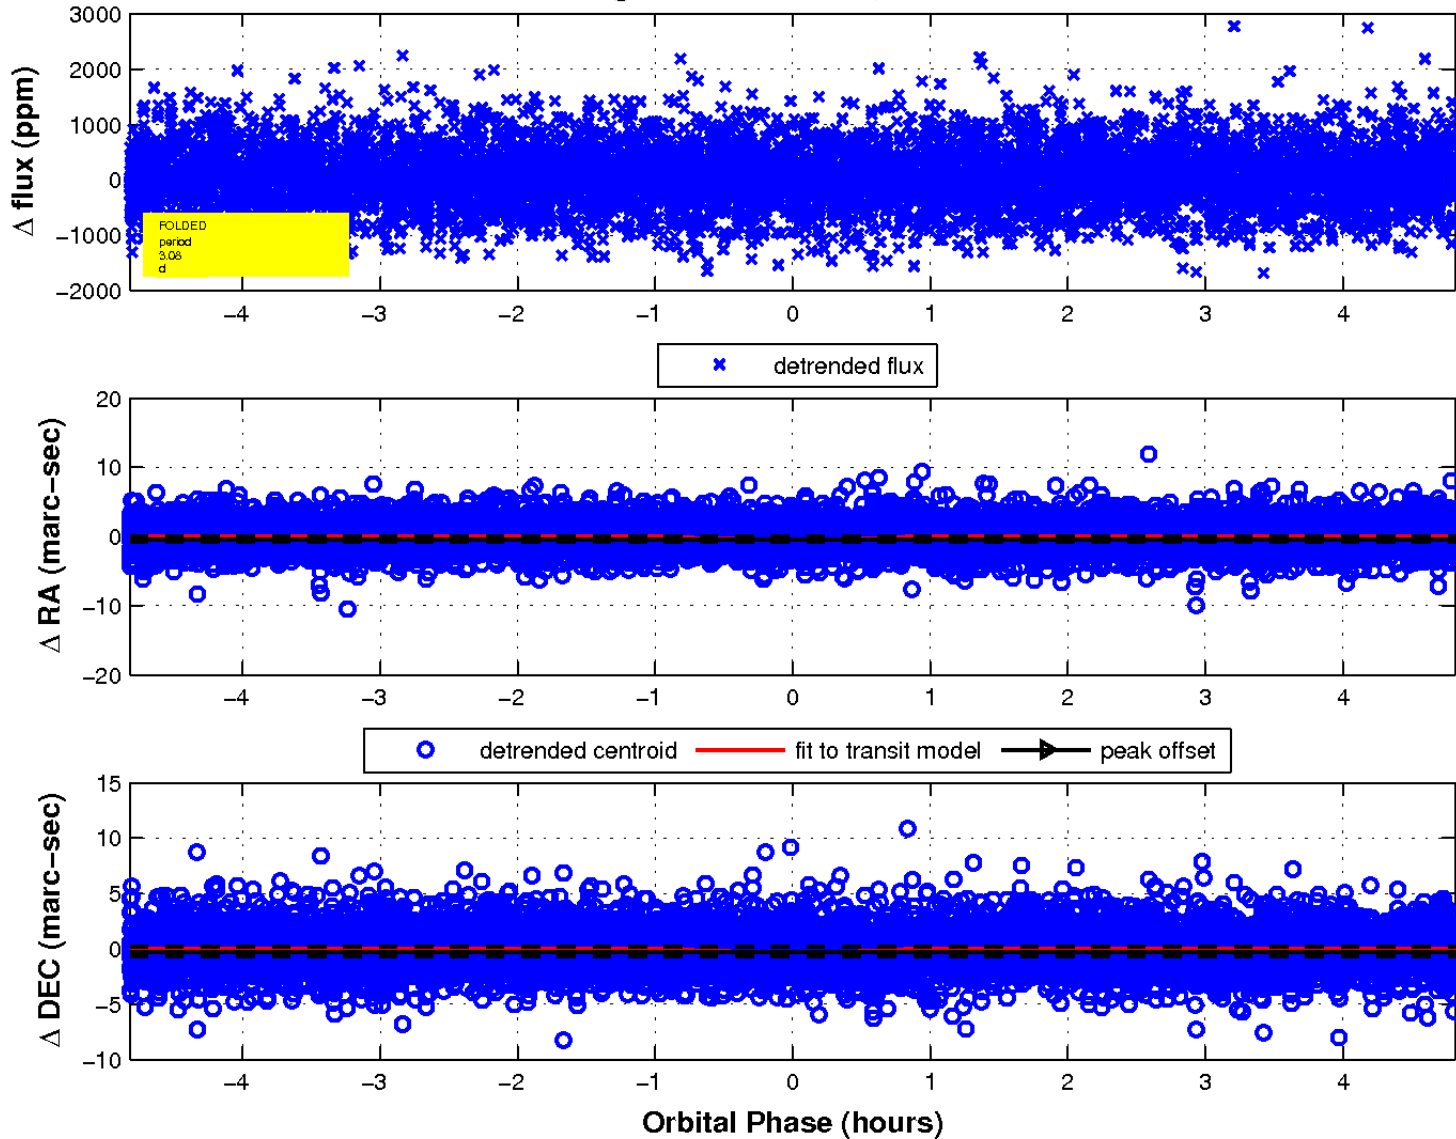 3000
2000
1000
0
−1000
−2000
Δ flux (ppm)
FOLDED
period
3.08
d
−4 −3 −2 −1 0 1 2 3 4
detrended flux
20
10
0
−10
−20
Δ RA (marc−sec)
−4 −3 −2 −1 0 1 2 3 4
detrended centroid fit to transit model peak offset
15
10
5
0
−5
−10
Δ DEC (marc−sec)
−4 −3 −2 −1 0 1 2 3 4
Orbital Phase (hours)